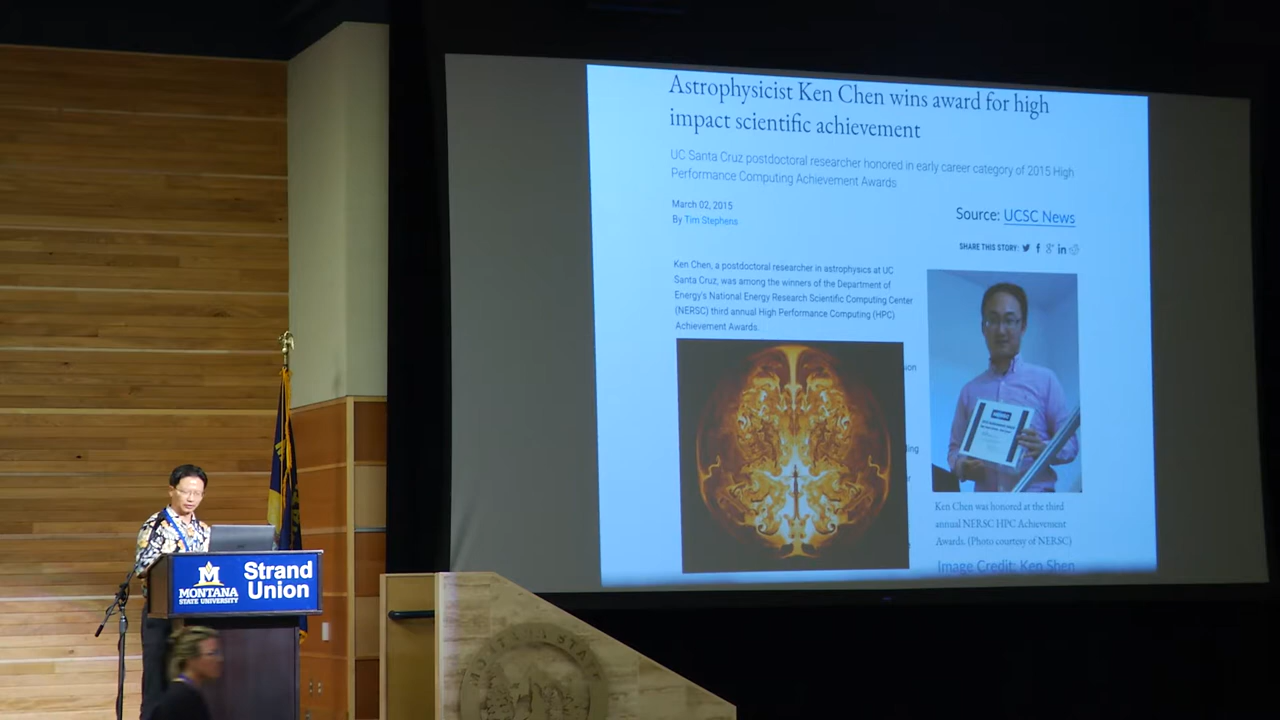 Astrophysicist Ken Chen wins award for high
impact scientific achievement
UC Santa Cruz postdoctoral researcher honored in early career category of 2015 High
Performance Computing Achievement Awards
March 02, 2015
By Tim Stephens
Source: UCSC News
SHARE THIS STORY:
Ken Chen, a postdoctoral researcher in astrophysics at UC
Santa Cruz, was among the winners of the Department of
Energy's National Energy Research Scientific Computing Center
(NERSC) third annual High Performance Computing (HPC)
Achievement Awards.
Ken Chen was honored at the third
annual NERSC HPC Achievement
Awards. (Photo courtesy of NERSC)
Image Credit: Ken Shen
MONTANA
STATE UNIVERSITY
Strand
Union
MONTANA STATE